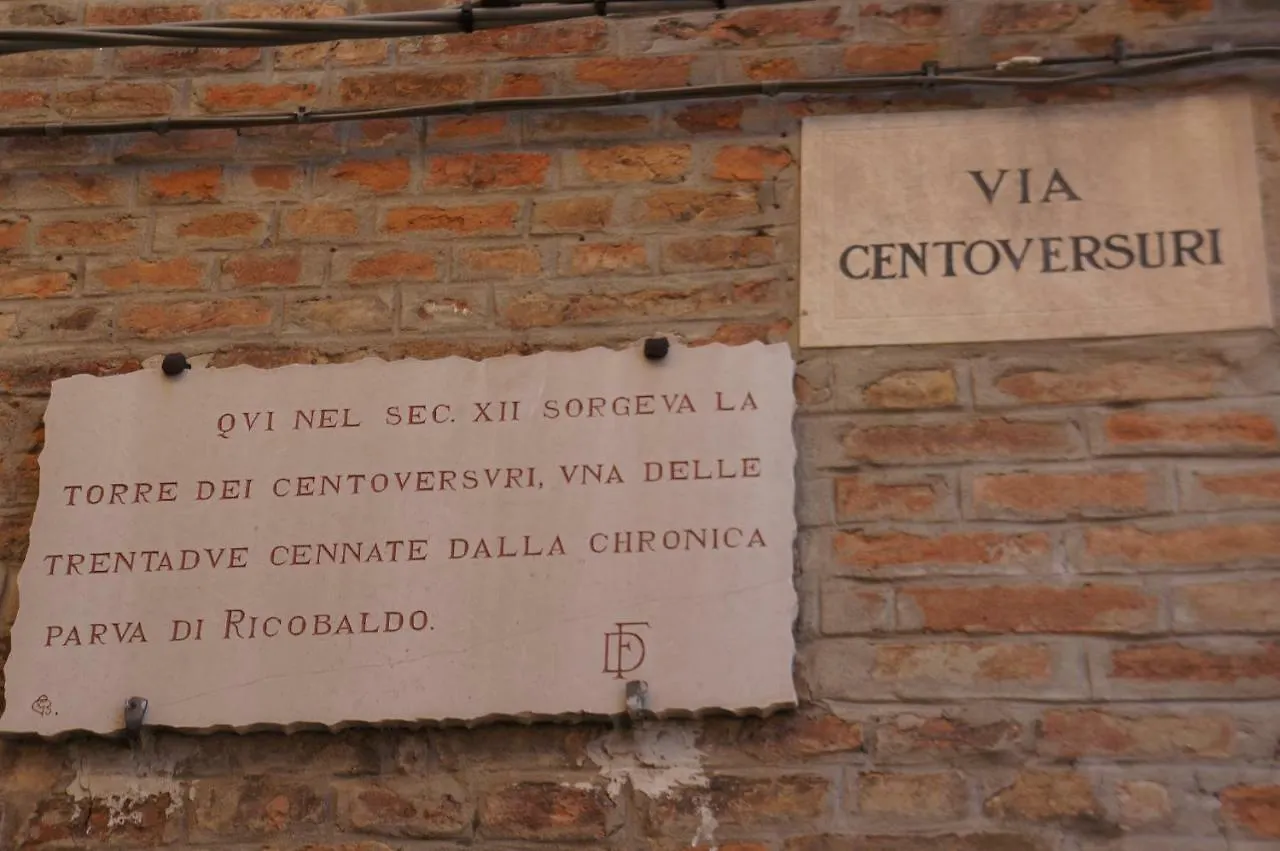 VIA
CENTOVERSURI
QVI NEL SEC. XII SORGEVA LA
TORRE DEI CENTOVERSVRI, VNA DELLE
TRENTADVE CENNATE DALLA CHRONICA
PARVA DI RICOBALDO.